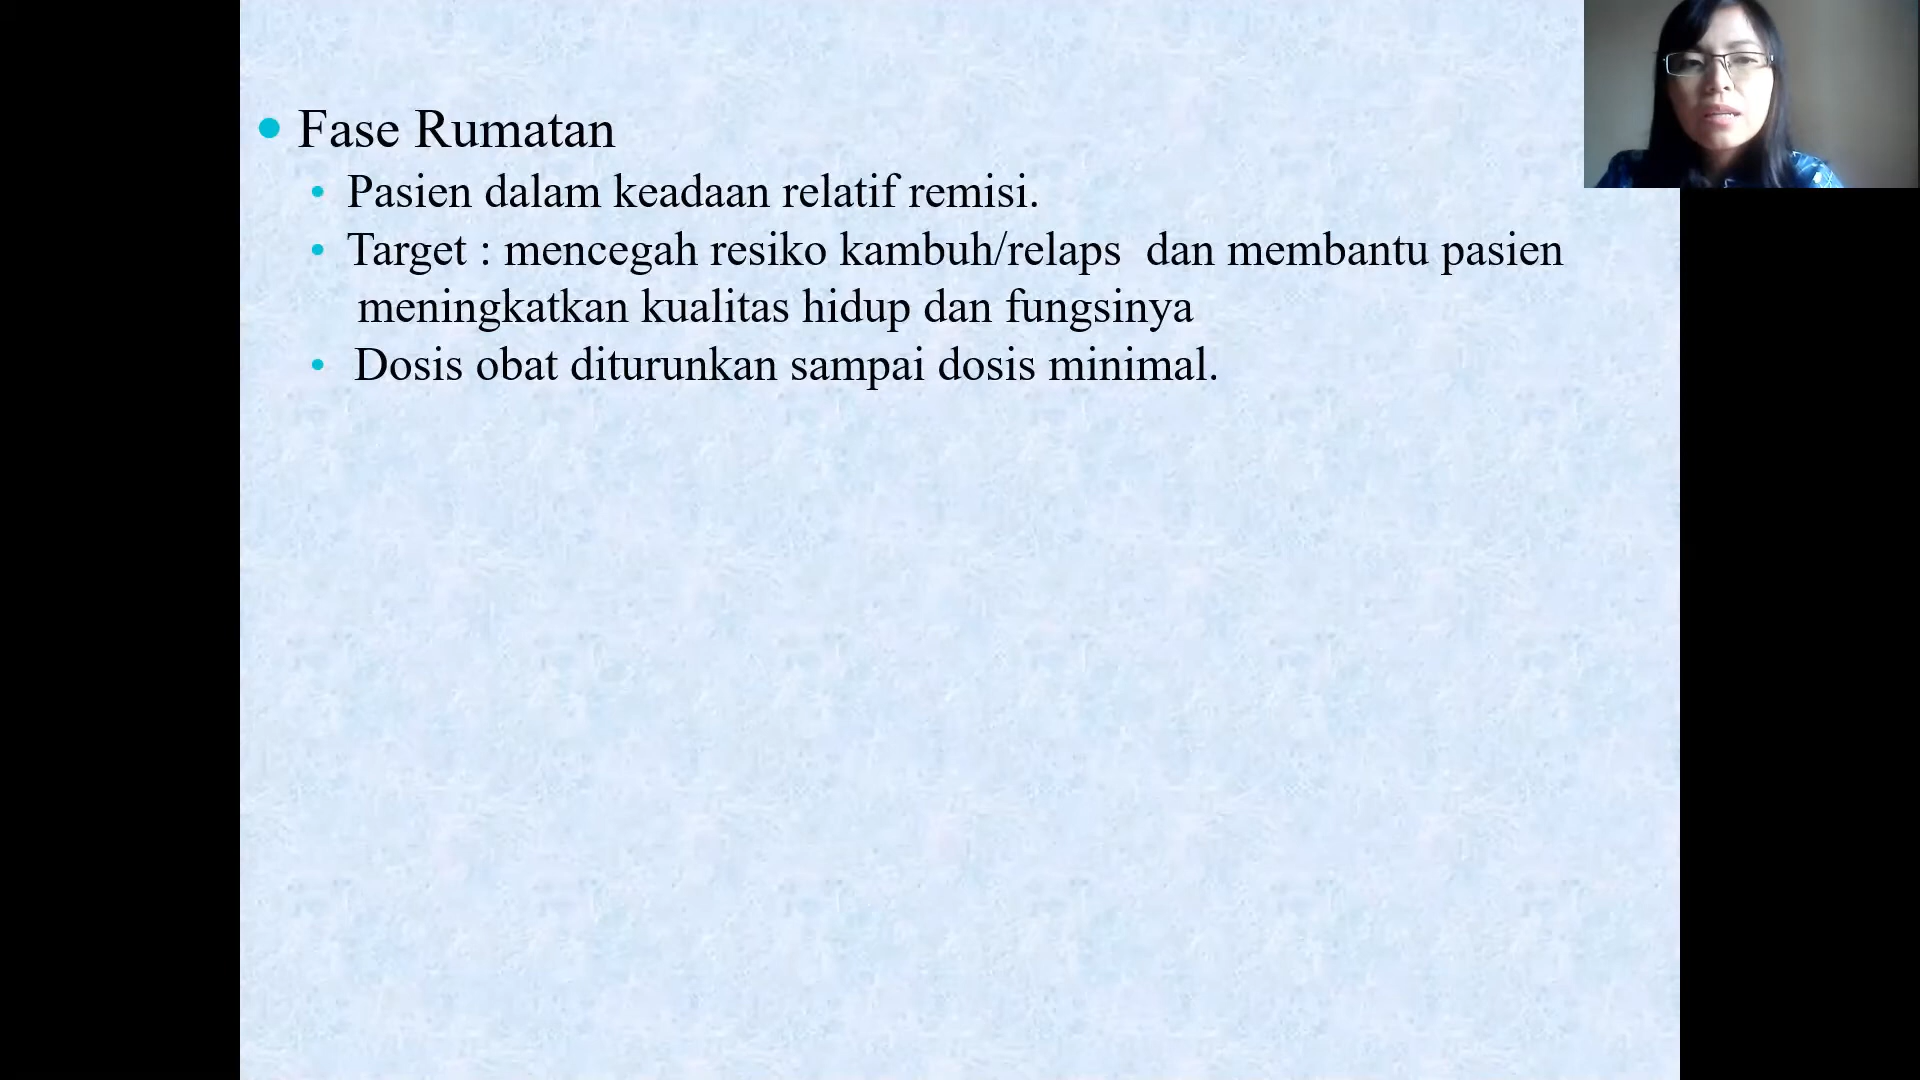 Fase Rumatan
Pasien dalam keadaan relatif remisi.
Target : mencegah resiko kambuh/relaps dan membantu pasien
meningkatkan kualitas hidup dan fungsinya
Dosis obat diturunkan sampai dosis minimal.